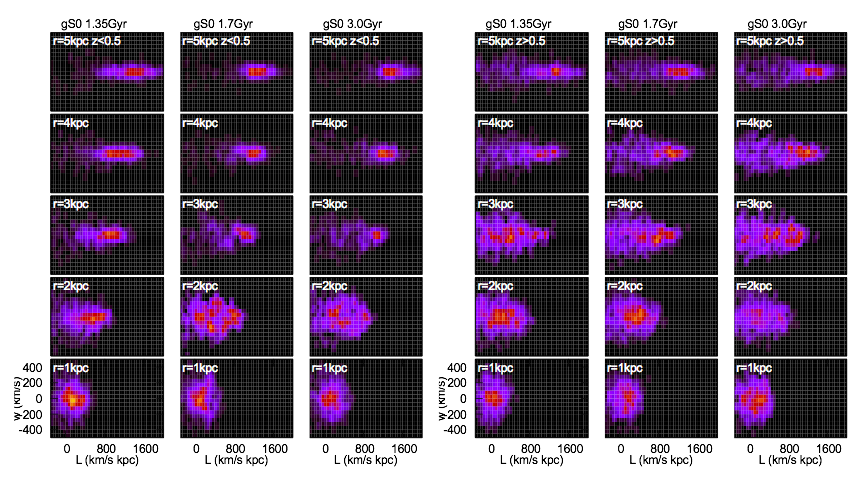 gS0 1.35Gyr gS0 1.7Gyr gS0 3.0Gyr gS0 1.35Gyr gS0 1.7Gyr gS0 3.0Gyr
r=5kpc z<0.5 r=5kpc z<0.5 r=5kpc z<0.5 r=5kpc z>0.5 r=5kpc z>0.5 r=5kpc z>0.5
r=4kpc r=4kpc r=4kpc r=4kpc r=4kpc r=4kpc
r=3kpc r=3kpc r=3kpc r=3kpc r=3kpc r=3kpc
r=2kpc r=2kpc r=2kpc r=2kpc r=2kpc r=2kpc
r=1kpc r=1kpc r=1kpc r=1kpc r=1kpc r=1kpc
400 400
200 200
0 0
-200 -200
-400 -400
w (km/s) w (km/s)
0 800 1600 0 800 1600 0 800 1600 0 800 1600 0 800 1600 0 800 1600
L (km/s kpc) L (km/s kpc) L (km/s kpc) L (km/s kpc) L (km/s kpc) L (km/s kpc)